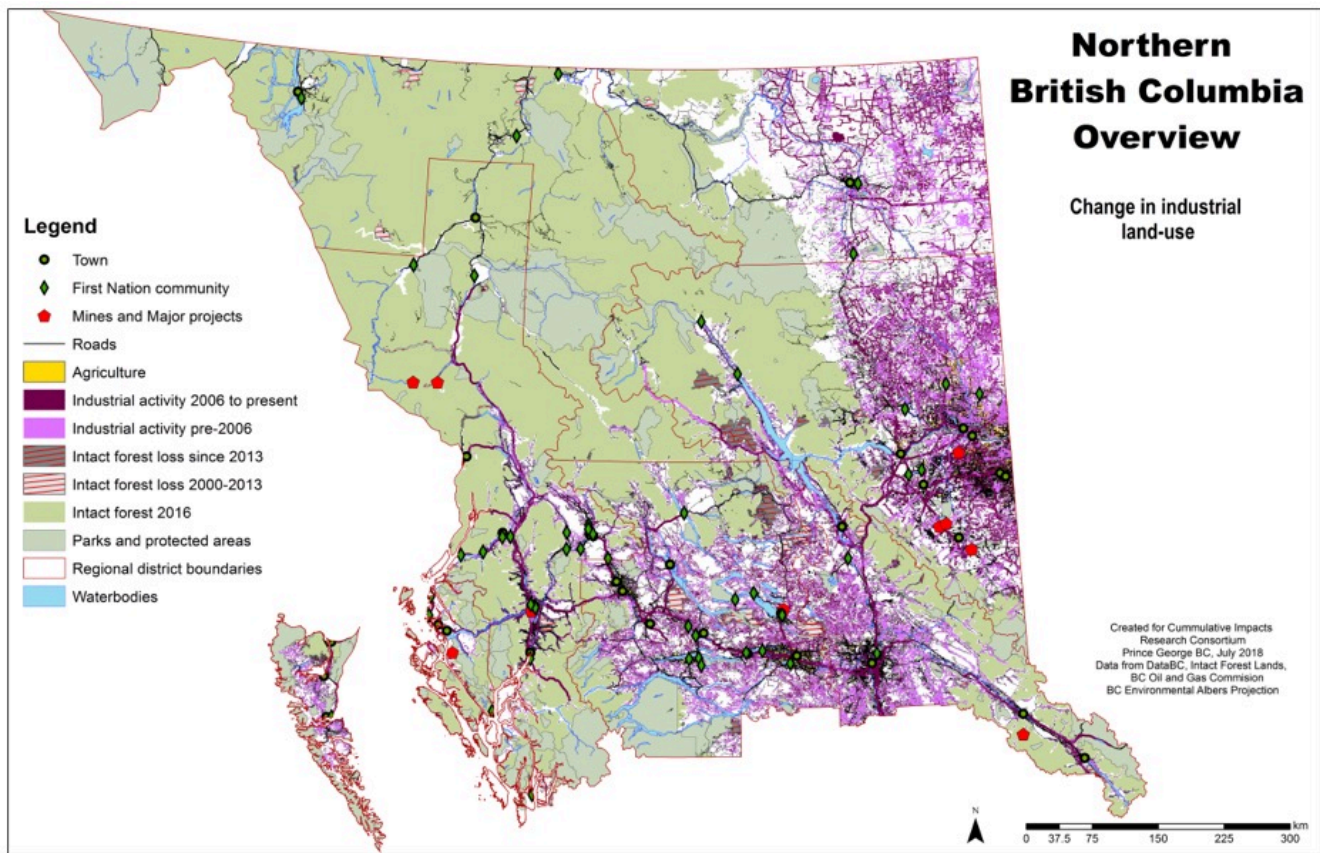 Northern
British Columbia
Overview
Change in industrial
land-use
Legend
Town
First Nation community
Mines and Major projects
Roads
Agriculture
Industrial activity 2006 to present
Industrial activity pre-2006
Intact forest loss since 2013
Intact forest loss 2000-2013
Intact forest 2016
Parks and protected areas
Regional district boundaries
Waterbodies
Created for Cummulative Impacts
Research Consortium
Prince George BC, July 2018
Data from DataBC, Intact Forest Lands,
BC Oil and Gas Commision
BC Environmental Albers Projection
N
km
0 37.5 75 150 225 300